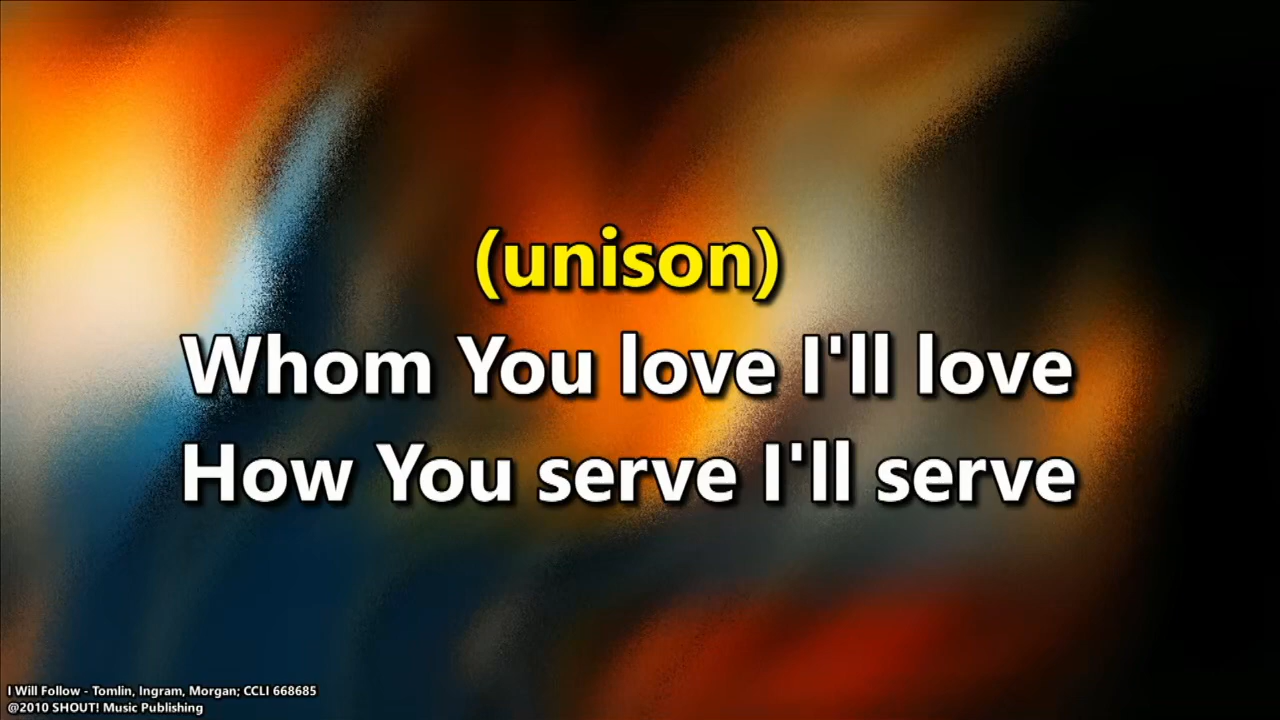 (unison)
Whom You love I'll love
How You serve I'll serve
I Will Follow - Tomlin, Ingram, Morgan; CCLI 668685
@2010 SHOUT! Music Publishing